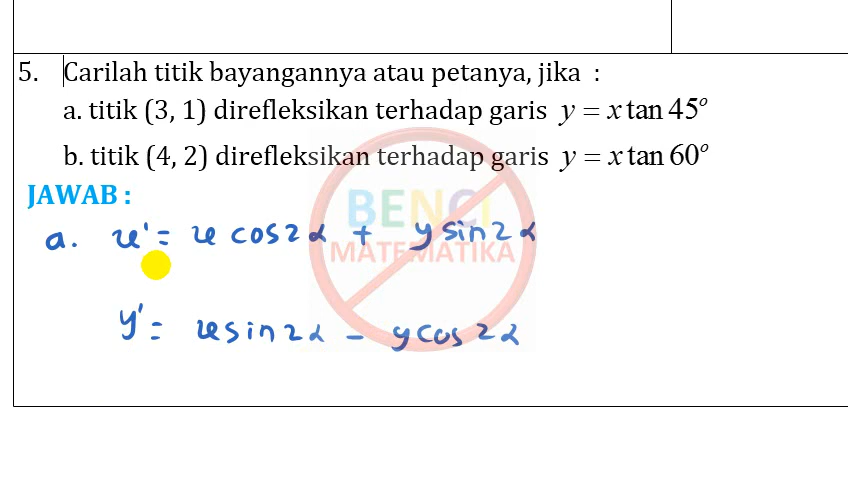 5. Carilah titik bayangannya atau petanya, jika :
a. titik (3, 1) direfleksikan terhadap garis y = x tan 45°
b. titik (4, 2) direfleksikan terhadap garis y = x tan 60°
JAWAB :
BENCI
MATEMATIKA
a. x' = x cos 2α + y sin 2α
y' = x sin 2α - y cos 2α